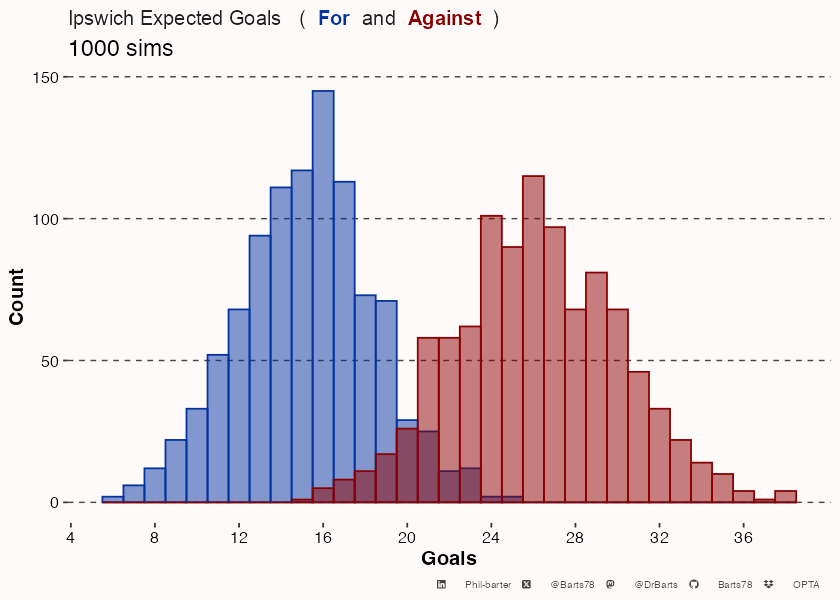 Ipswich Expected Goals ( For and Against )
1000 sims
150
100
50
0
Count
4 8 12 16 20 24 28 32 36
Goals
Phil-barter @Barts78 @DrBarts Barts78 OPTA